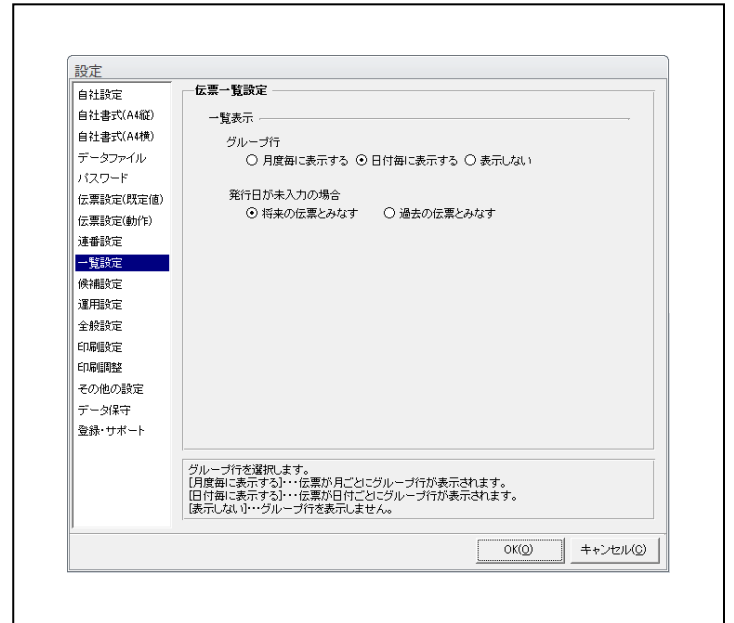 設定
自社設定
自社書式(A4縦)
自社書式(A4横)
データファイル
パスワード
伝票設定(既定値)
伝票設定(動作)
連番設定
一覧設定
候補設定
運用設定
全般設定
印刷設定
印刷調整
その他の設定
データ保守
登録・サポート
伝票一覧設定
一覧表示
グループ行
月度毎に表示する 日付毎に表示する 表示しない
発行日が未入力の場合
将来の伝票とみなす 過去の伝票とみなす
グループ行を選択します。
[月度毎に表示する]・・・伝票が月ごとにグループ行が表示されます。
[日付毎に表示する]・・・伝票が日付ごとにグループ行が表示されます。
[表示しない]・・・グループ行を表示しません。
OK(O) キャンセル(C)